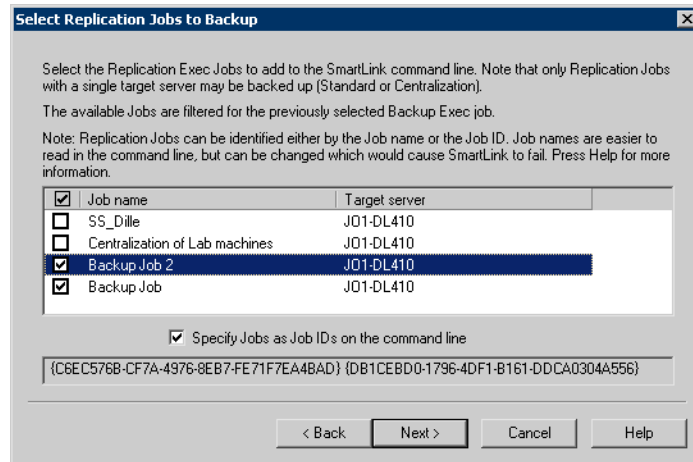 Select Replication Jobs to Backup
Select the Replication Exec Jobs to add to the SmartLink command line. Note that only Replication Jobs
with a single target server may be backed up (Standard or Centralization).
The available Jobs are filtered for the previously selected Backup Exec job.
Note: Replication Jobs can be identified either by the Job name or the Job ID. Job names are easier to
read in the command line, but can be changed which would cause SmartLink to fail. Press Help for more
information.
Job name Target server
SS_Dille JO1-DL410
Centralization of Lab machines JO1-DL410
Backup Job 2 JO1-DL410
Backup Job JO1-DL410
Specify Jobs as Job IDs on the command line
{C6EC576B-CF7A-4976-8EB7-FE71F7EA4BAD} {DB1CEBD0-1796-4DF1-B161-DDCA0304A556}
< Back Next > Cancel Help